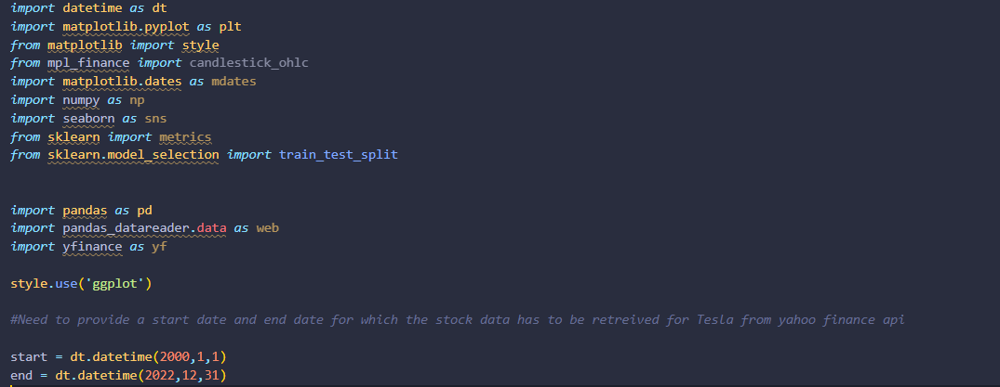 import datetime as dt
import matplotlib.pyplot as plt
from matplotlib import style
from mpl_finance import candlestick_ohlc
import matplotlib.dates as mdates
import numpy as np
import seaborn as sns
from sklearn import metrics
from sklearn.model_selection import train_test_split
import pandas as pd
import pandas_datareader.data as web
import yfinance as yf
style.use('ggplot')
#Need to provide a start date and end date for which the stock data has to be retreived for Tesla from yahoo finance api
start = dt.datetime(2000,1,1)
end = dt.datetime(2022,12,31)